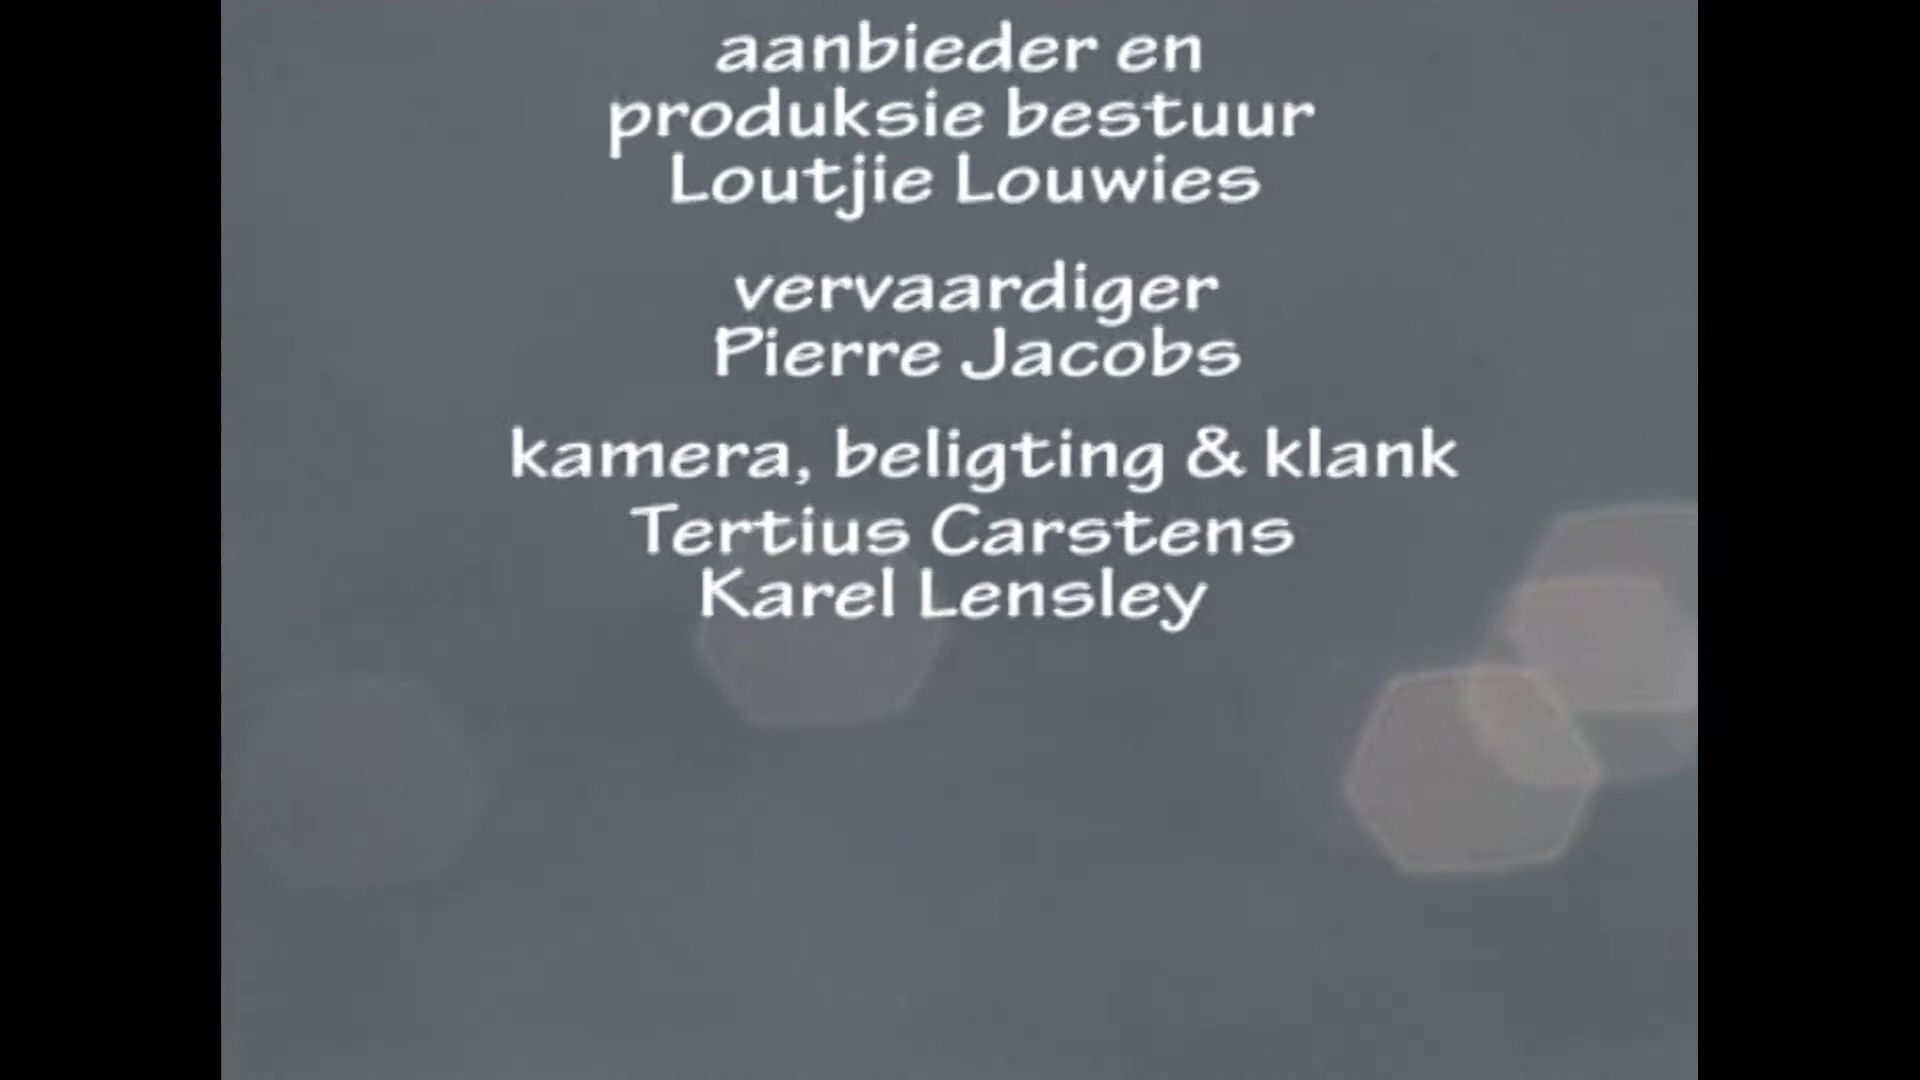 aanbieder en
produksie bestuur
Loutjie Louwies
vervaardiger
Pierre Jacobs
kamera, beligting & klank
Tertius Carstens
Karel Lensley